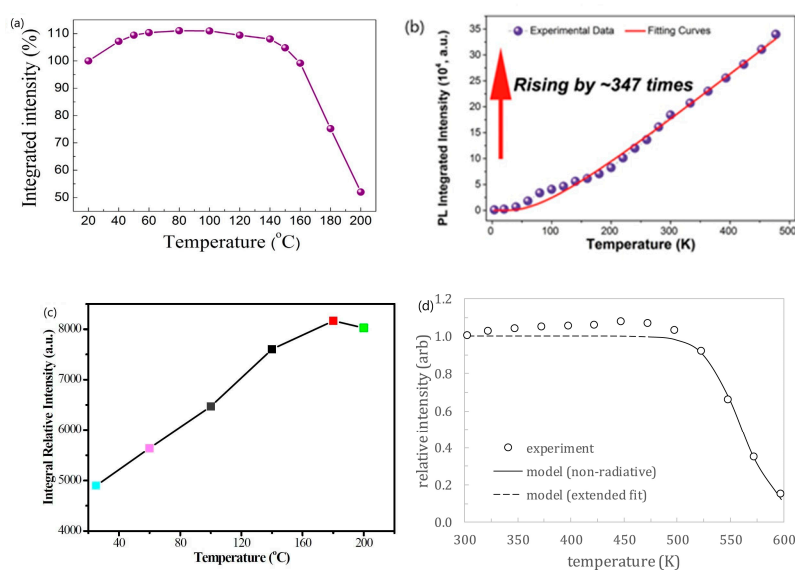 (a)
Integrated intensity (%)
110
100
90
80
70
60
50
20 40 60 80 100 120 140 160 180 200
Temperature (°C)
(b)
PL Integrated Intensity (10⁴, a.u.)
35
30
25
20
15
10
5
0
Experimental Data Fitting Curves
Rising by ~347 times
0 100 200 300 400 500
Temperature (K)
(c)
Integral Relative Intensity (a.u.)
8000
7000
6000
5000
4000
40 80 120 160 200
Temperature (°C)
(d)
relative intensity (arb)
1.2
1.0
0.8
0.6
0.4
0.2
0
experiment
model (non-radiative)
model (extended fit)
300 350 400 450 500 550 600
temperature (K)